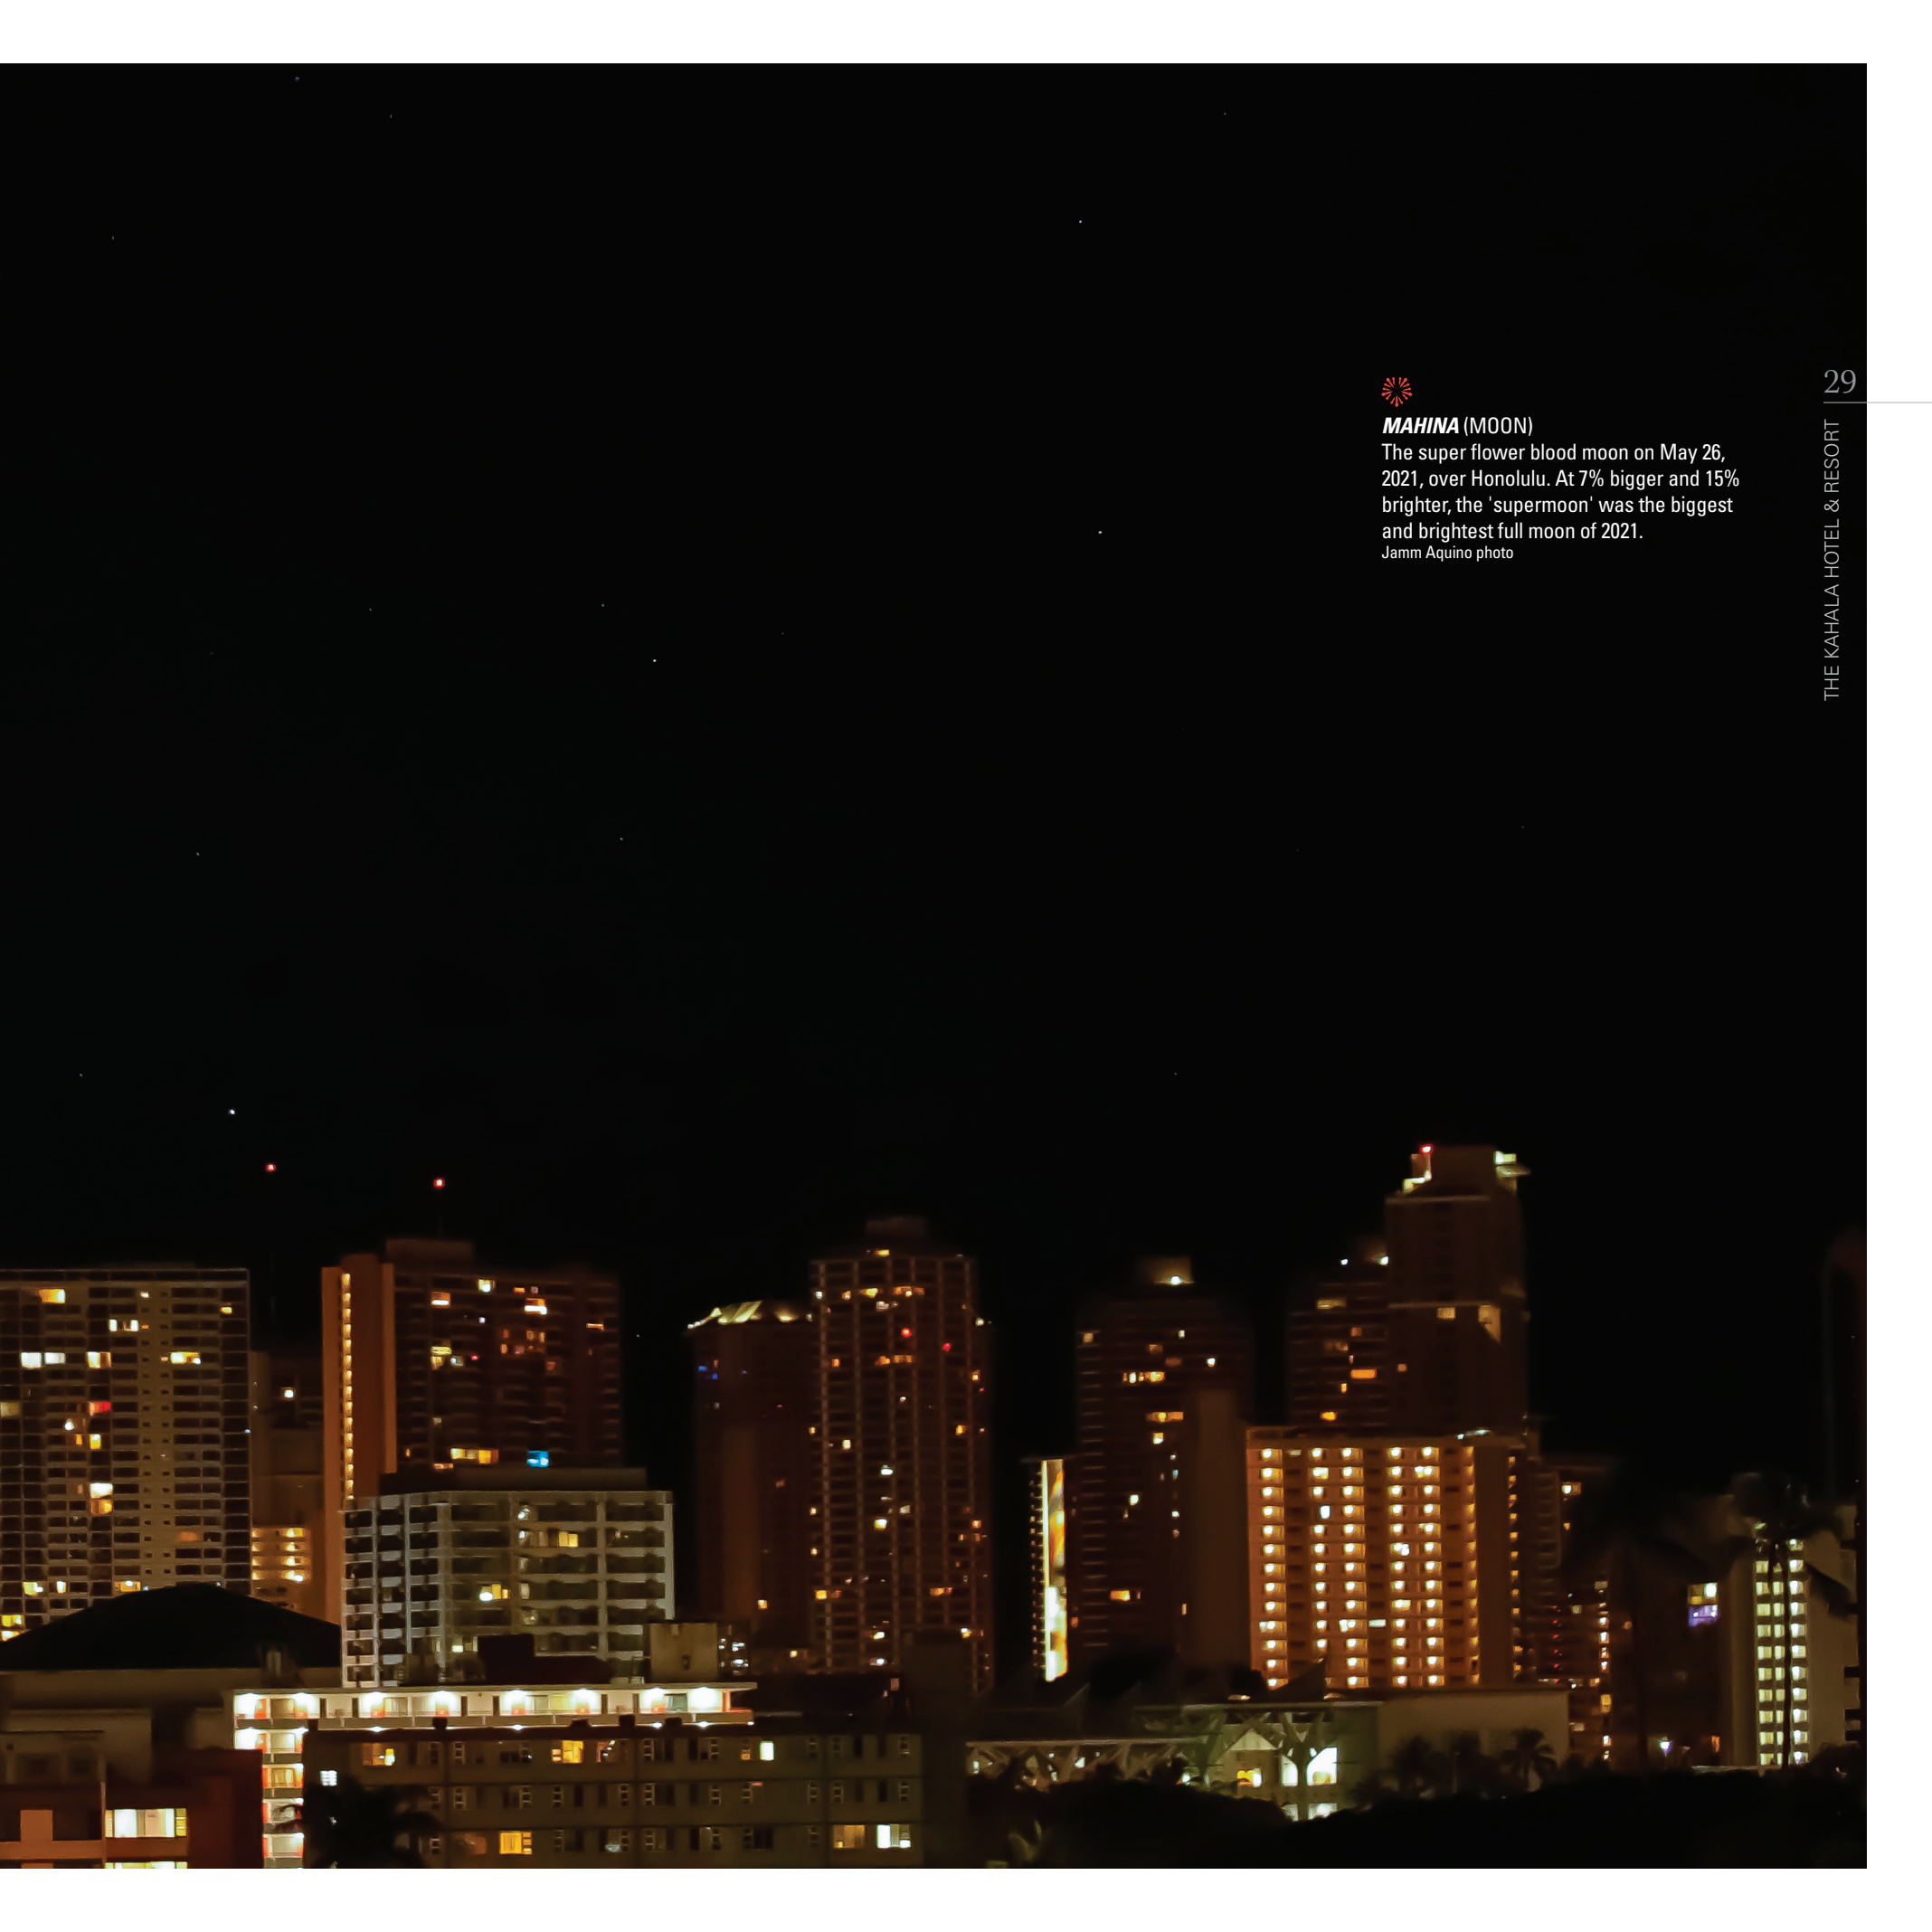 MAHINA (MOON)
The super flower blood moon on May 26,
2021, over Honolulu. At 7% bigger and 15%
brighter, the 'supermoon' was the biggest
and brightest full moon of 2021.
Jamm Aquino photo
29
THE KAHALA HOTEL & RESORT